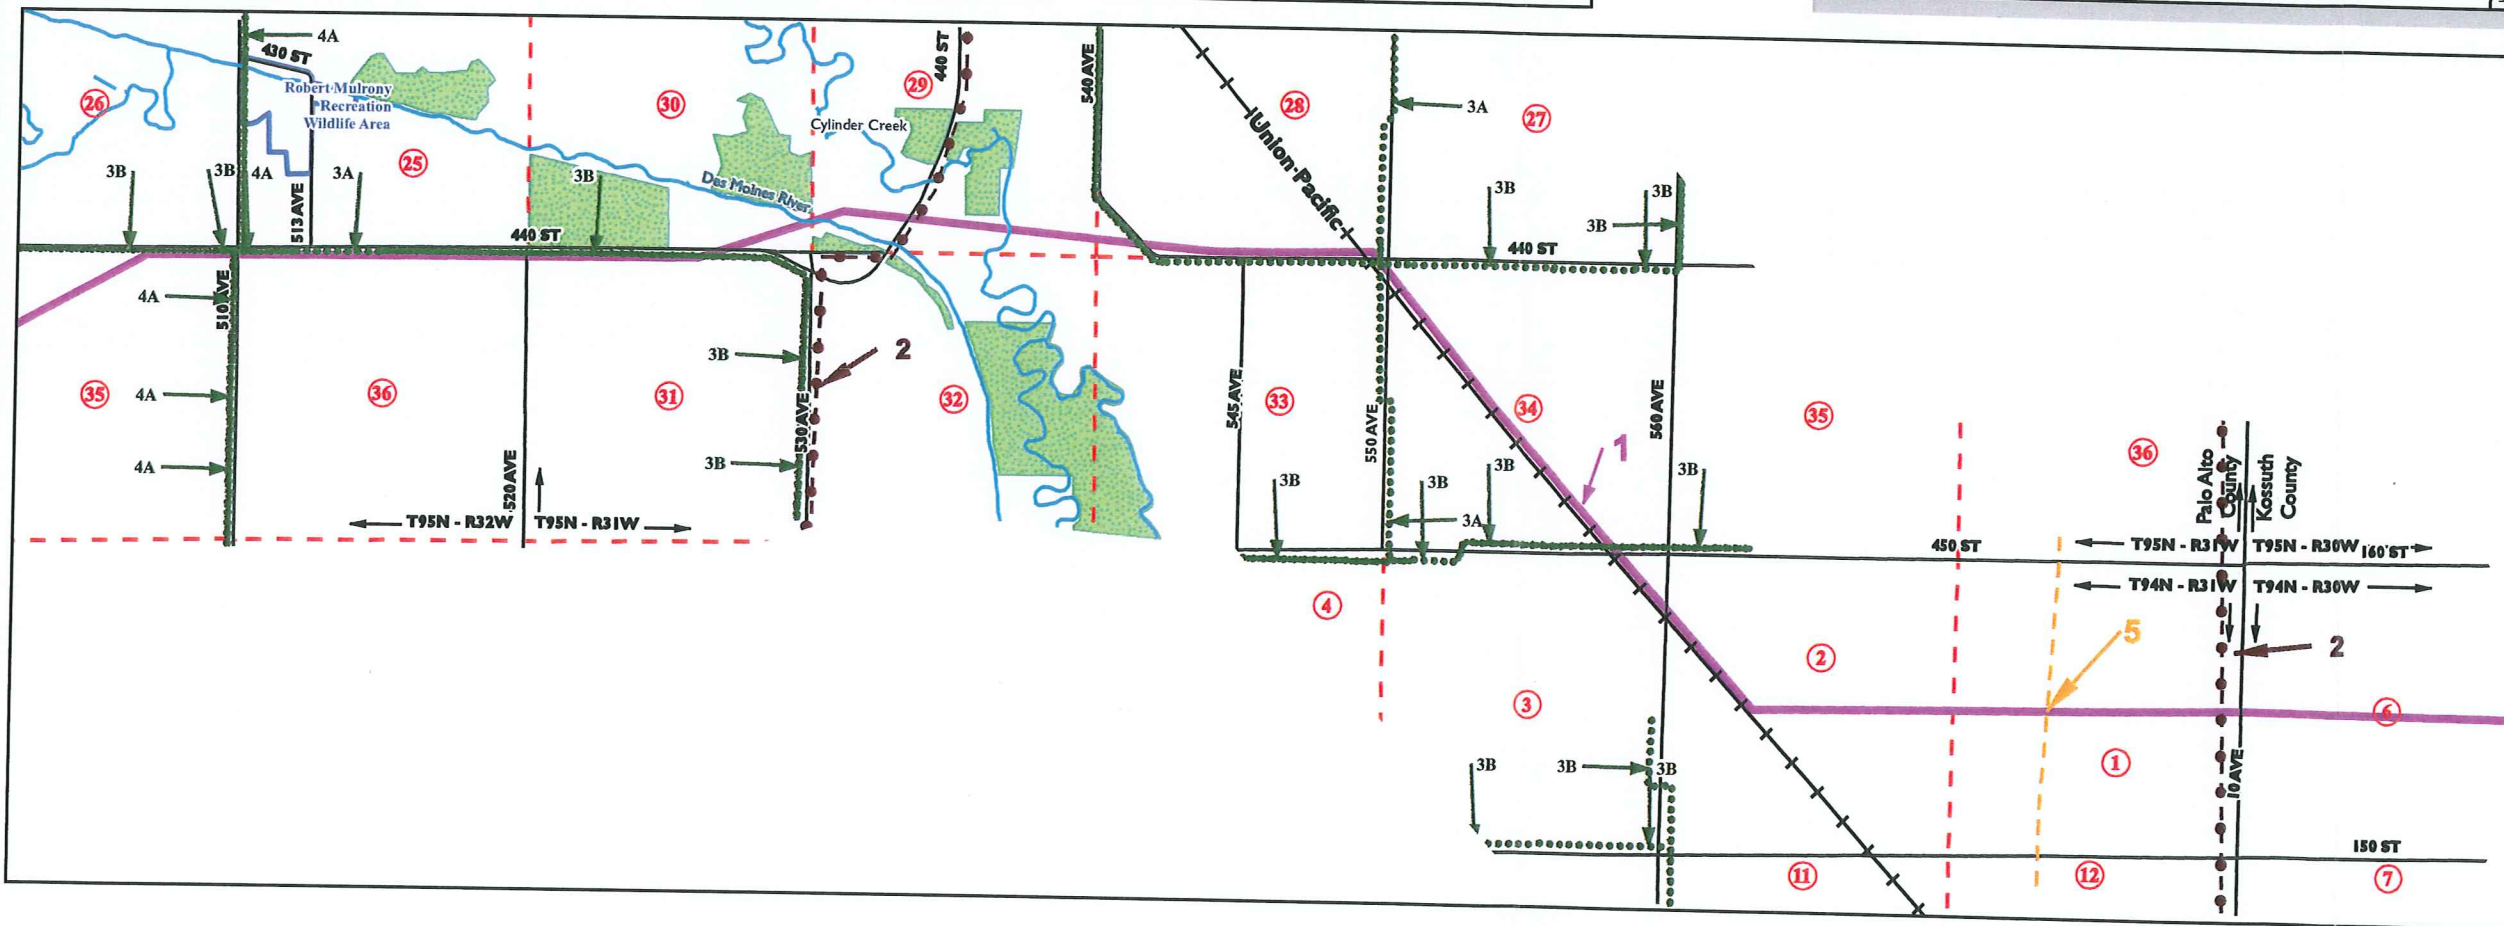 4A
430 ST
440 ST
540 AVE
26
Robert Mulrony
Recreation
Wildlife Area
30
29
28
3A
27
Cylinder Creek
Union Pacific
25
3B
3B
4A
3A
3B
Des Moines River
3B
3B
3B
513 AVE
440 ST
440 ST
4A
510 AVE
3B
2
35
4A
36
31
530 AVE
32
545 AVE
33
550 AVE
34
560 AVE
35
1
36
Palo Alto
County
Kossuth
County
4A
520 AVE
3B
3B
3B
3B
3B
T95N - R32W
T95N - R31W
3A
450 ST
T95N - R31W
T95N - R30W
160 ST
T94N - R31W
T94N - R30W
4
5
2
2
3
6
3B
3B
3B
1
10 AVE
150 ST
11
12
7